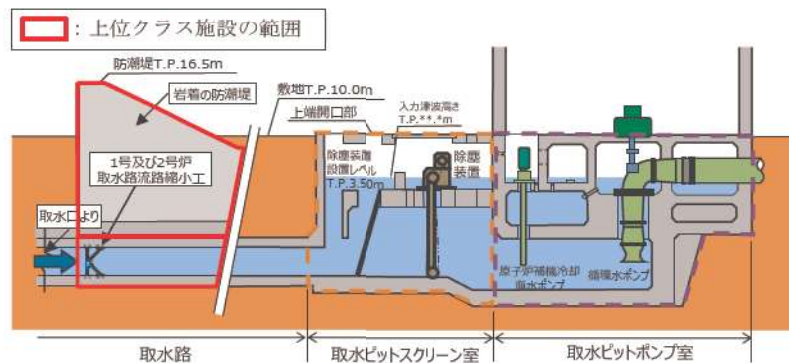 ：上位クラス施設の範囲
防潮堤T.P.16.5m
岩着の防潮堤
敷地T.P.10.0m
上端開口部
入力津波高さ
T.P.**.*m
1号及び2号炉
取水路流路縮小工
除塵装置
設置レベル
T.P.3.50m
除塵
装置
取水口より
原子炉補機冷却
海水ポンプ
循環水ポンプ
取水路
取水ピットスクリーン室
取水ピットポンプ室